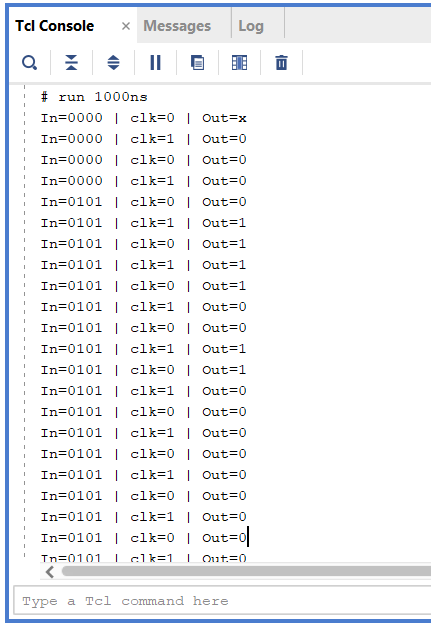 Tcl Console × Messages Log
# run 1000ns
In=0000 | clk=0 | Out=x
In=0000 | clk=1 | Out=0
In=0000 | clk=0 | Out=0
In=0000 | clk=1 | Out=0
In=0101 | clk=0 | Out=0
In=0101 | clk=1 | Out=1
In=0101 | clk=0 | Out=1
In=0101 | clk=1 | Out=1
In=0101 | clk=0 | Out=1
In=0101 | clk=1 | Out=0
In=0101 | clk=0 | Out=0
In=0101 | clk=1 | Out=1
In=0101 | clk=0 | Out=1
In=0101 | clk=1 | Out=0
In=0101 | clk=0 | Out=0
In=0101 | clk=1 | Out=0
In=0101 | clk=0 | Out=0
In=0101 | clk=1 | Out=0
In=0101 | clk=0 | Out=0
In=0101 | clk=1 | Out=0
In=0101 | clk=0 | Out=0
In=0101 | clk=1 | Out=0
Type a Tcl command here